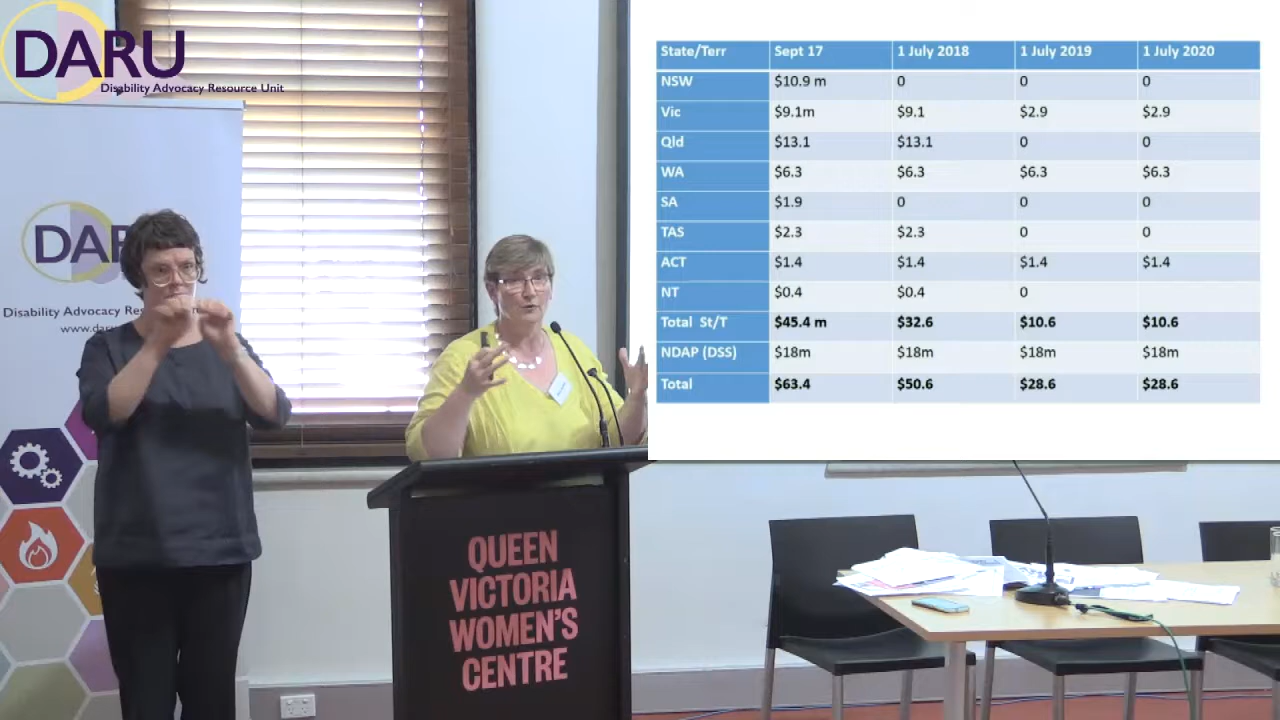 DARU
Disability Advocacy Resource Unit
State/Terr Sept 17 1 July 2018 1 July 2019 1 July 2020
NSW $10.9 m 0 0 0
Vic $9.1m $9.1 $2.9 $2.9
Qld $13.1 $13.1 0 0
WA $6.3 $6.3 $6.3 $6.3
SA $1.9 0 0 0
TAS $2.3 $2.3 0 0
ACT $1.4 $1.4 $1.4 $1.4
NT $0.4 $0.4 0
Total St/T $45.4 m $32.6 $10.6 $10.6
NDAP (DSS) $18m $18m $18m $18m
Total $63.4 $50.6 $28.6 $28.6
Disability Advocacy
QUEEN
VICTORIA
WOMEN'S
CENTRE